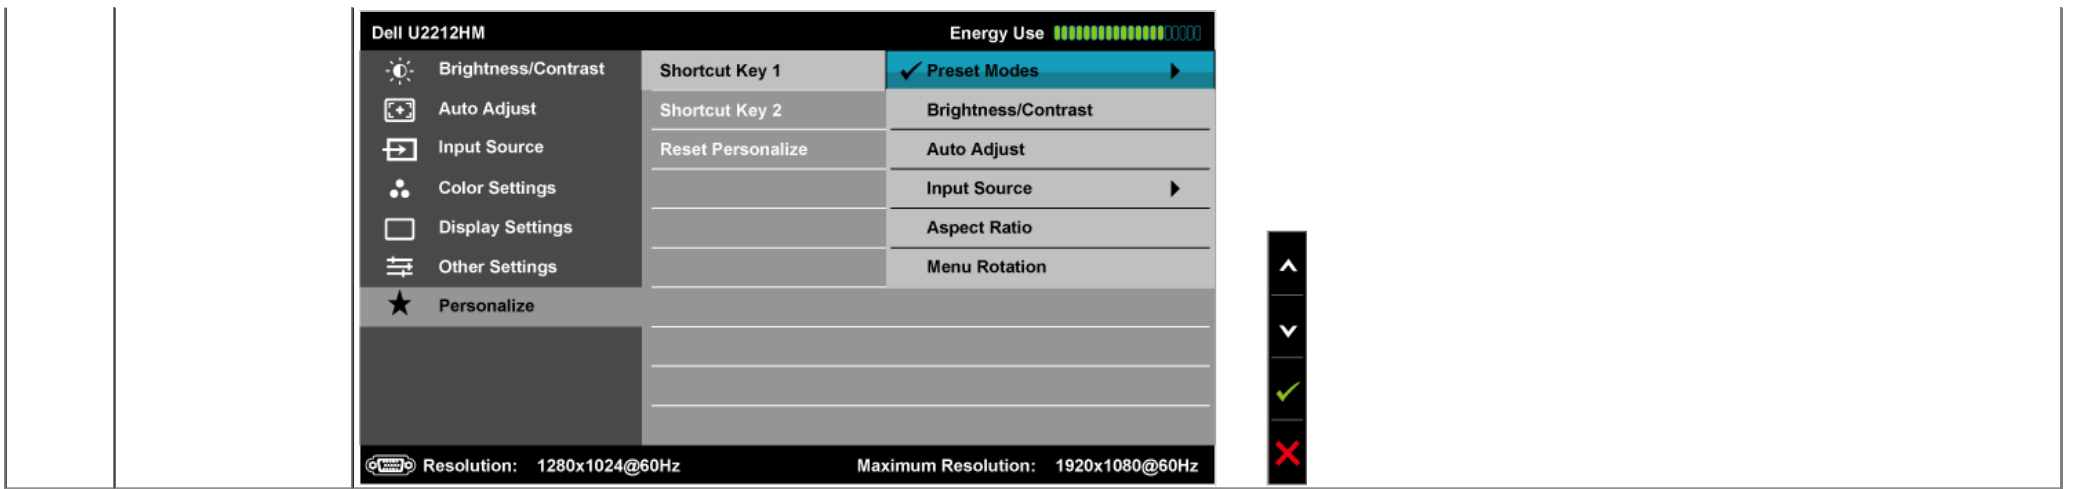 Dell U2212HM Energy Use
Brightness/Contrast Shortcut Key 1 Preset Modes
Auto Adjust Shortcut Key 2 Brightness/Contrast
Input Source Reset Personalize Auto Adjust
Color Settings Input Source
Display Settings Aspect Ratio
Other Settings Menu Rotation
Personalize
Resolution: 1280x1024@60Hz Maximum Resolution: 1920x1080@60Hz